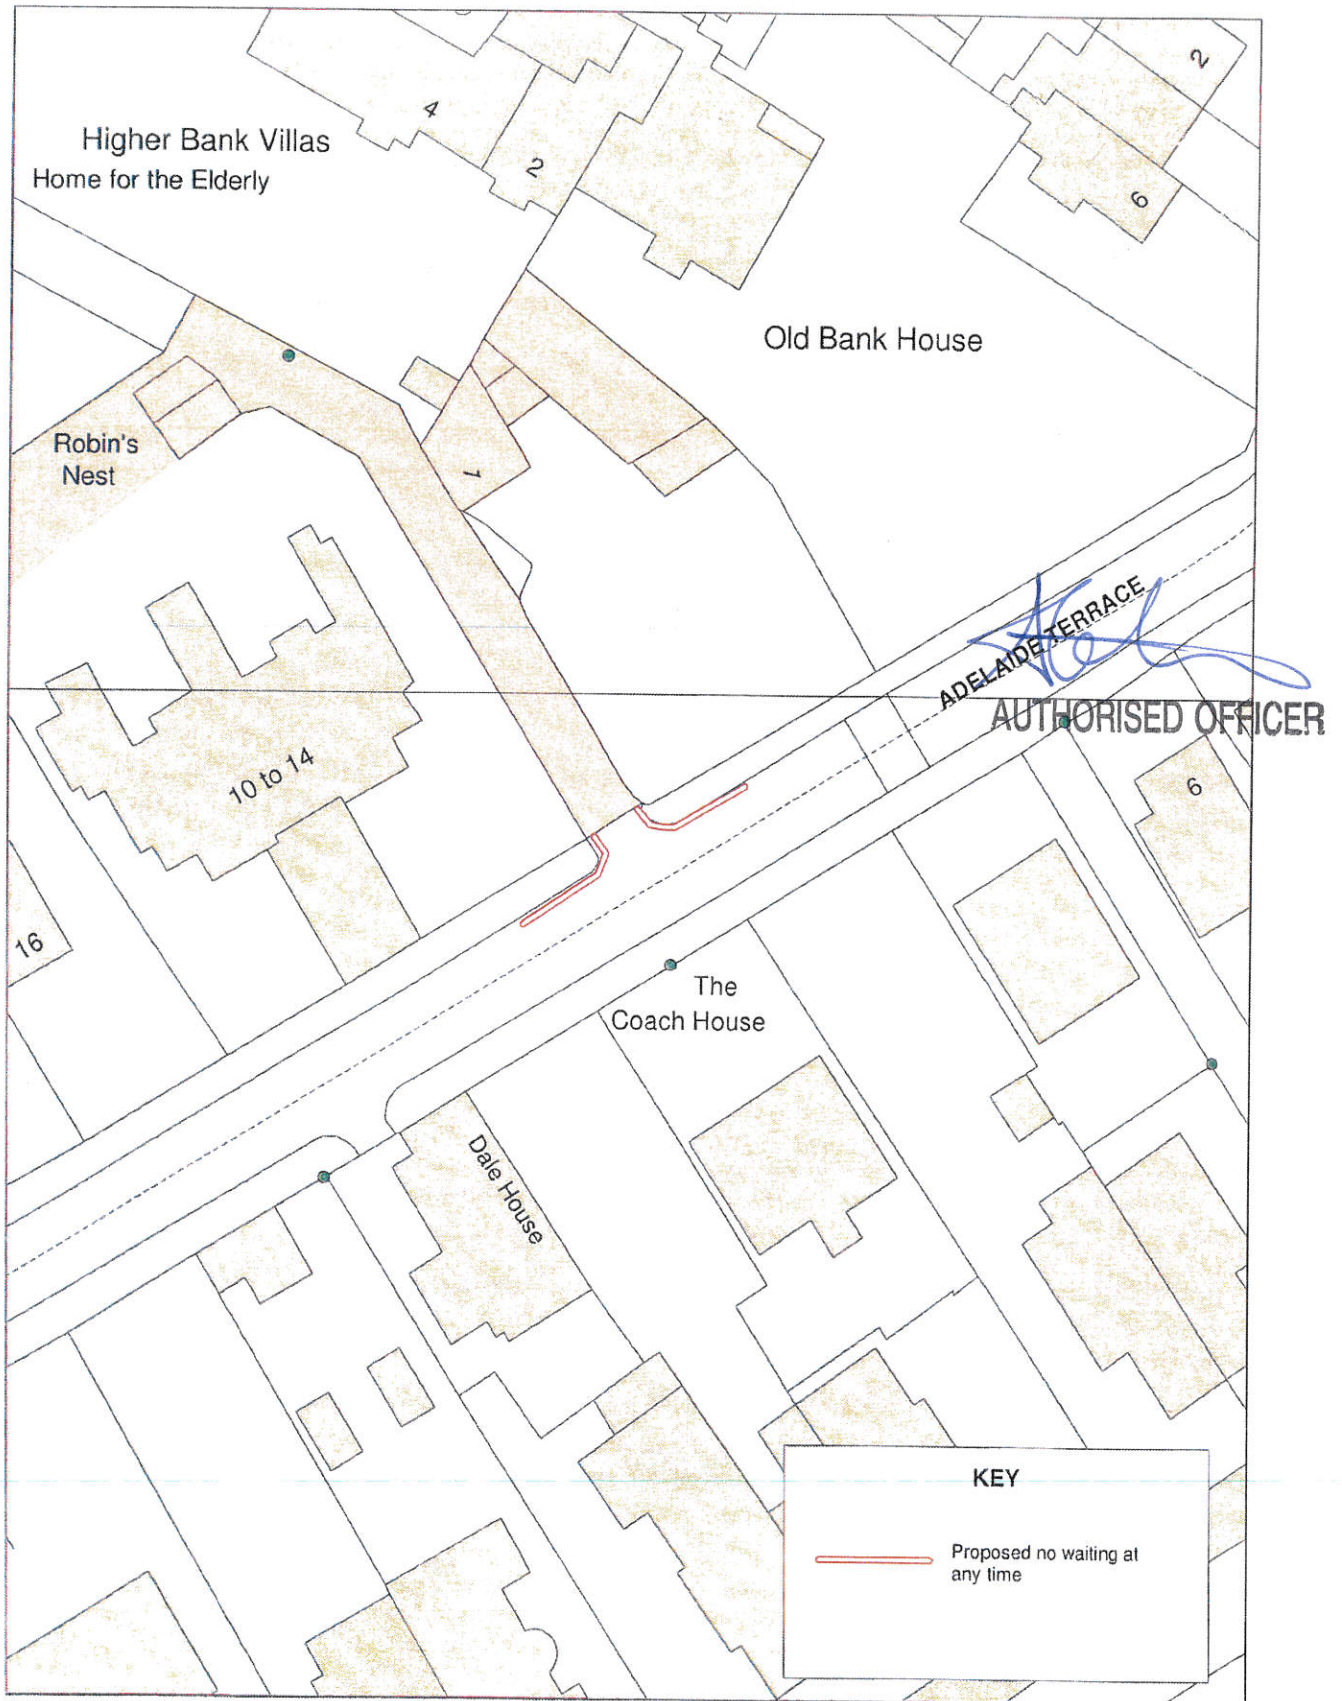 2
4
Higher Bank Villas
Home for the Elderly
2
6
Old Bank House
Robin's
Nest
1
ADELAIDE TERRACE
AUTHORISED OFFICER
10 to 14
6
16
The
Coach House
Dale House
KEY
Proposed no waiting at
any time